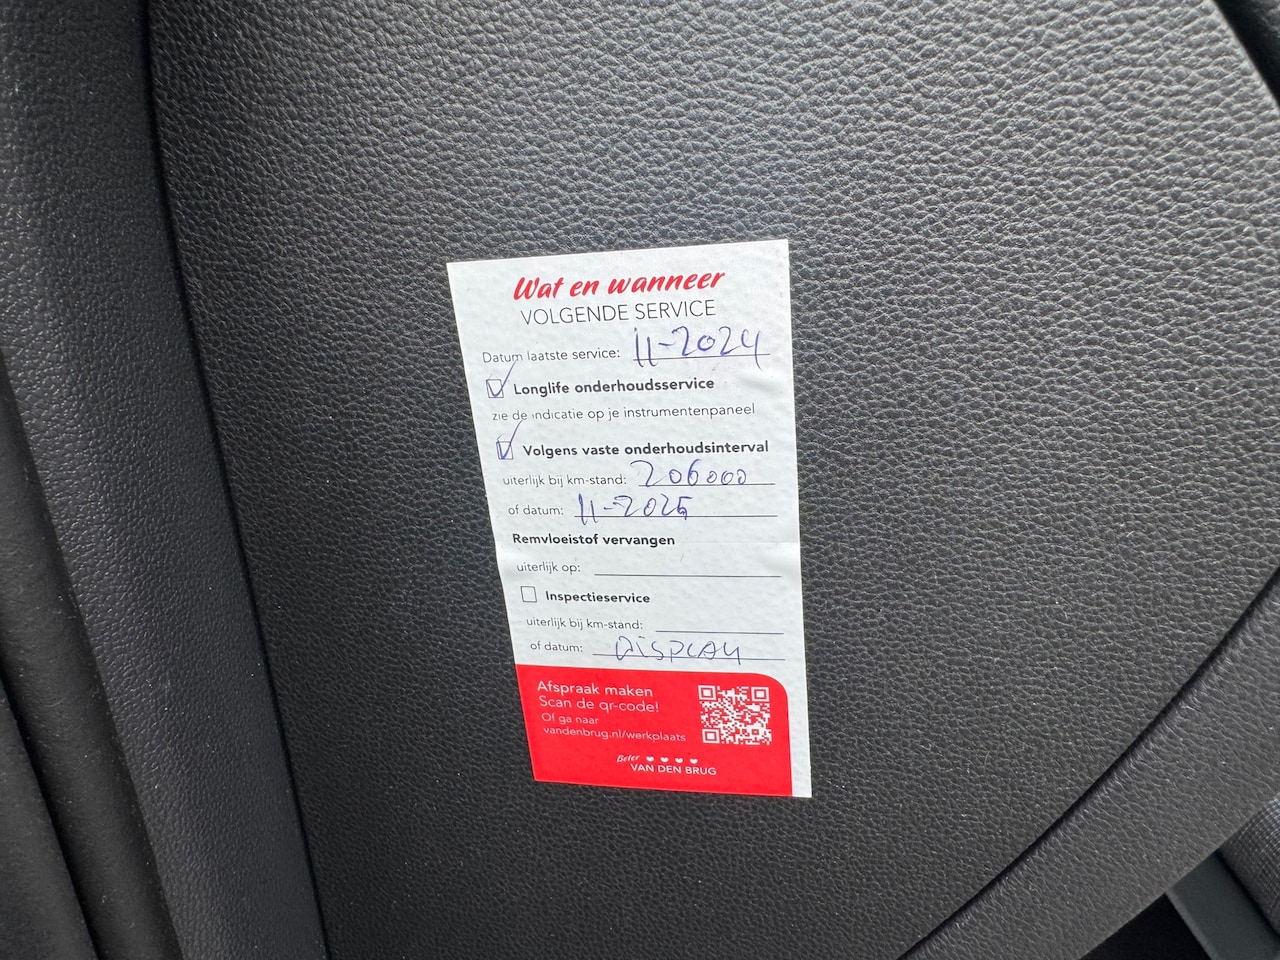 Wat en wanneer
VOLGENDE SERVICE
Datum laatste service: 11-2024
Longlife onderhoudsservice
zie de indicatie op je instrumentenpaneel
Volgens vaste onderhoudsinterval
uiterlijk bij km-stand: 206000
of datum: 11-2025
Remvloeistof vervangen
uiterlijk op:
Inspectieservice
uiterlijk bij km-stand:
of datum: DISPLAY
Afspraak maken
Scan de qr-code!
Of ga naar
vandenbrug.nl/werkplaats
Beter
VAN DEN BRUG